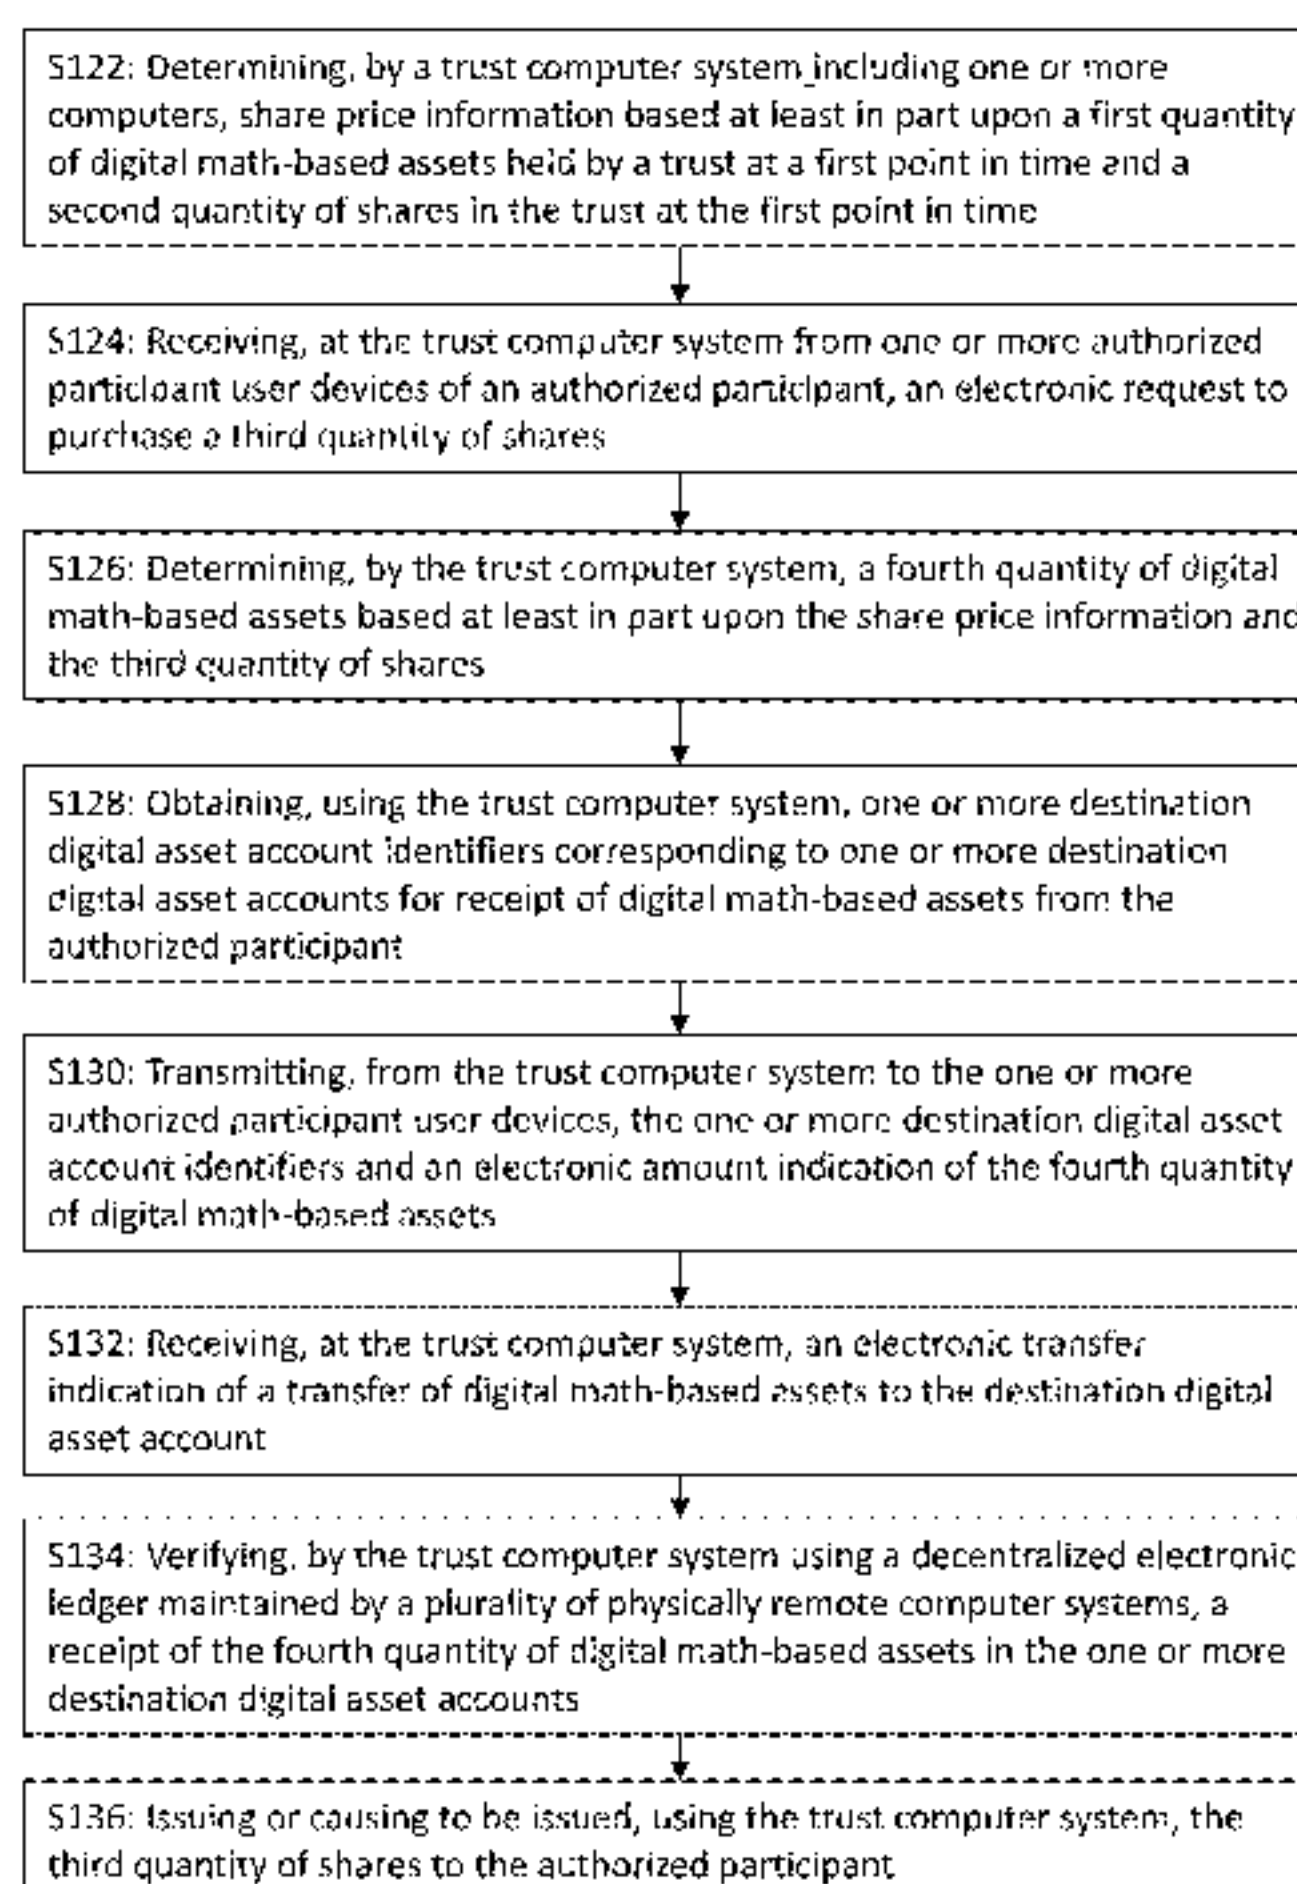 S122: Determining, by a trust computer system including one or more
computers, share price information based at least in part upon a first quantity
of digital math-based assets held by a trust at a first point in time and a
second quantity of shares in the trust at the first point in time
S124: Receiving, at the trust computer system from one or more authorized
participant user devices of an authorized participant, an electronic request to
purchase a third quantity of shares
S126: Determining, by the trust computer system, a fourth quantity of digital
math-based assets based at least in part upon the share price information and
the third quantity of shares
S128: Obtaining, using the trust computer system, one or more destination
digital asset account identifiers corresponding to one or more destination
digital asset accounts for receipt of digital math-based assets from the
authorized participant
S130: Transmitting, from the trust computer system to the one or more
authorized participant user devices, the one or more destination digital asset
account identifiers and an electronic amount indication of the fourth quantity
of digital math-based assets
S132: Receiving, at the trust computer system, an electronic transfer
indication of a transfer of digital math-based assets to the destination digital
asset account
S134: Verifying, by the trust computer system using a decentralized electronic
ledger maintained by a plurality of physically remote computer systems, a
receipt of the fourth quantity of digital math-based assets in the one or more
destination digital asset accounts
S136: Issuing or causing to be issued, using the trust computer system, the
third quantity of shares to the authorized participant